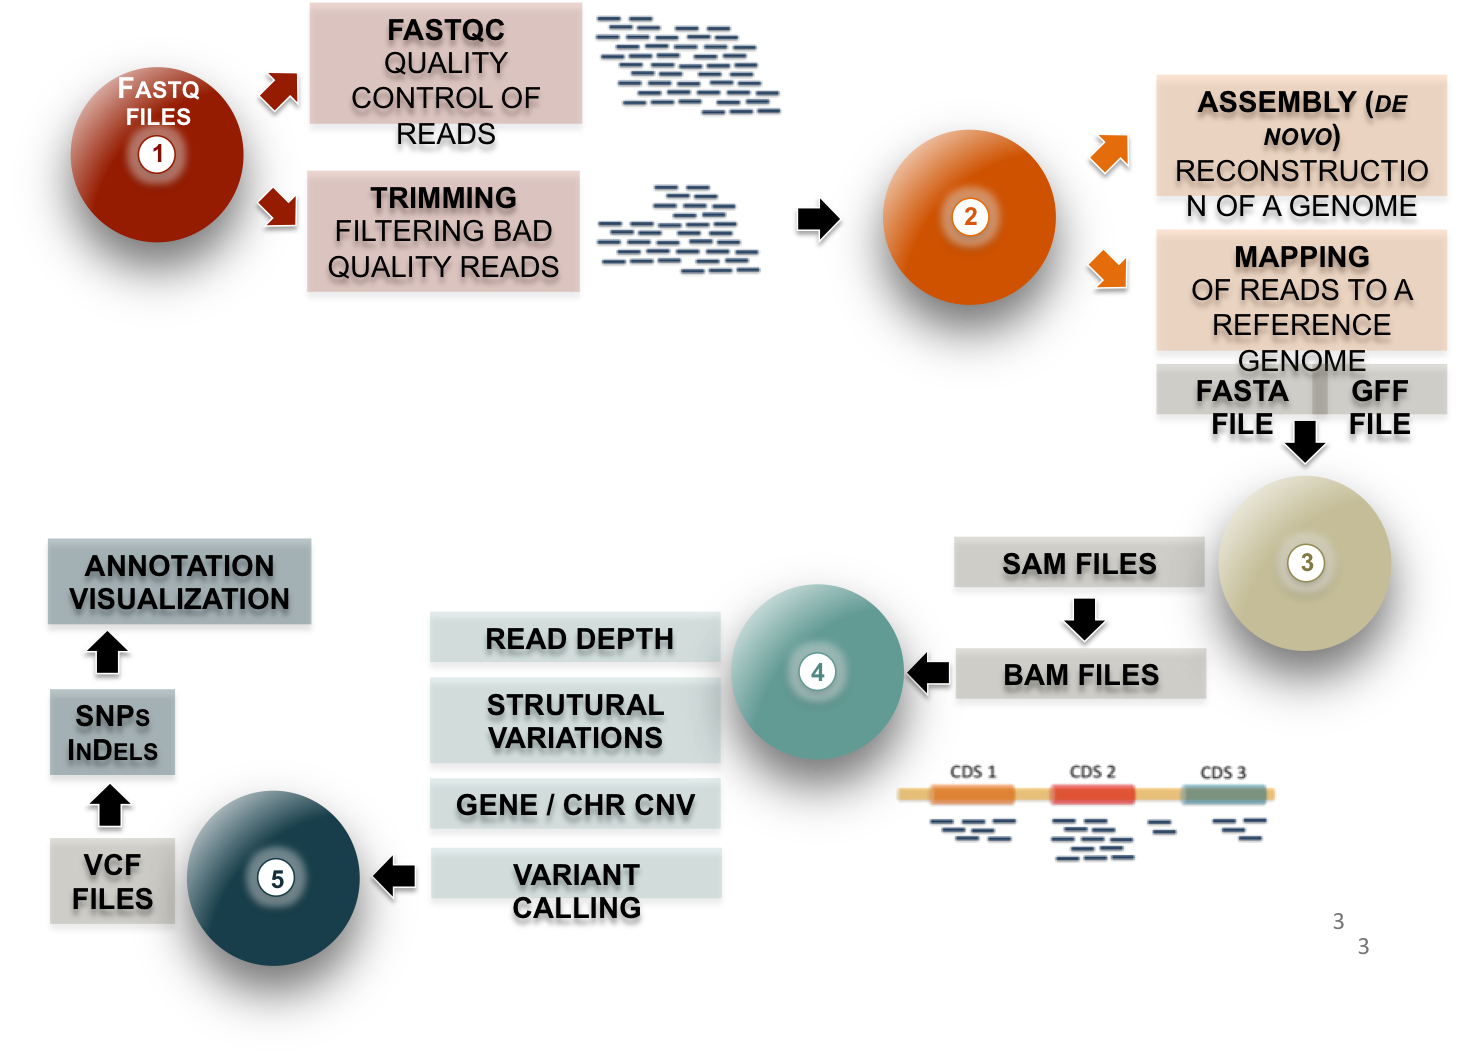 FASTQ
FILES
1
FASTQC
QUALITY
CONTROL OF
READS
TRIMMING
FILTERING BAD
QUALITY READS
2
ASSEMBLY (DE
NOVO)
RECONSTRUCTIO
N OF A GENOME
MAPPING
OF READS TO A
REFERENCE
GENOME
FASTA
FILE
GFF
FILE
3
SAM FILES
BAM FILES
4
READ DEPTH
STRUTURAL
VARIATIONS
GENE / CHR CNV
VARIANT
CALLING
CDS 1
CDS 2
CDS 3
5
VCF
FILES
SNPS
INDELS
ANNOTATION
VISUALIZATION
3
3